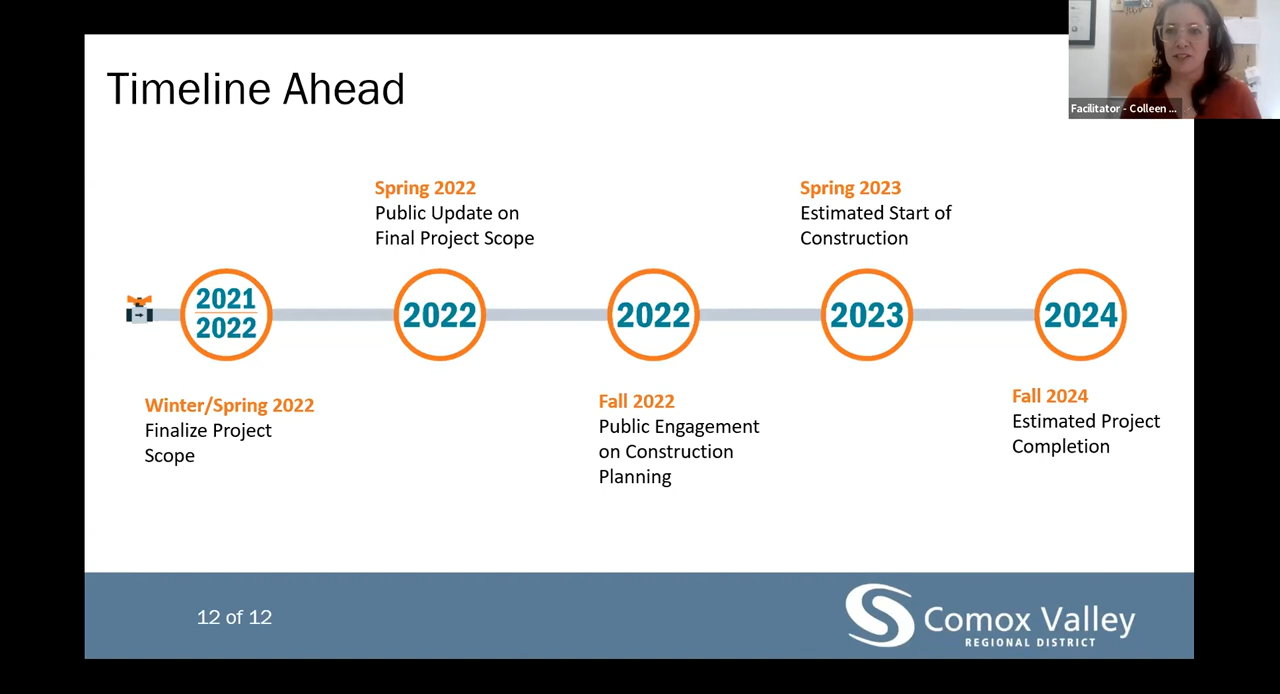 Timeline Ahead
Facilitator - Colleen ...
Spring 2022
Public Update on
Final Project Scope
Spring 2023
Estimated Start of
Construction
2021
2022
2022
2022
2023
2024
Winter/Spring 2022
Finalize Project
Scope
Fall 2022
Public Engagement
on Construction
Planning
Fall 2024
Estimated Project
Completion
12 of 12
Comox Valley
REGIONAL DISTRICT